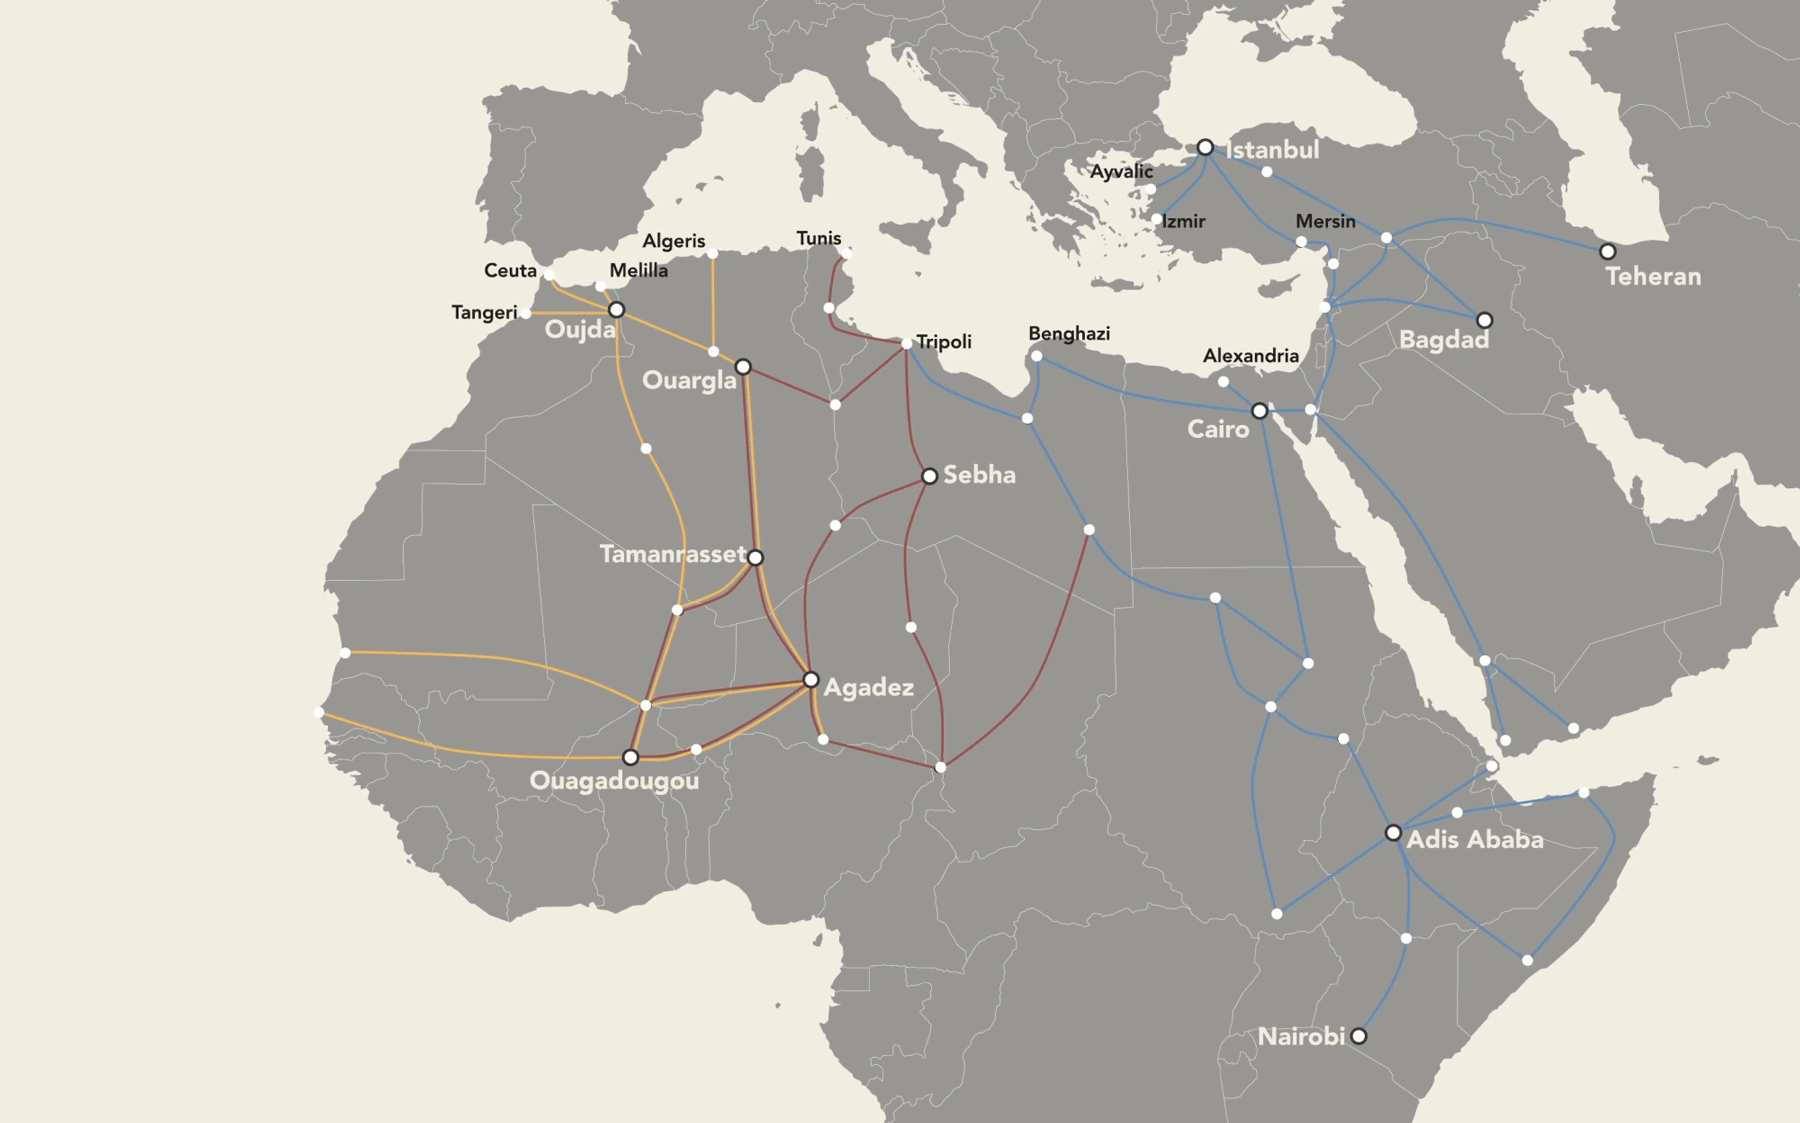 Istanbul
Ayvalic
Izmir
Mersin
Algeris
Tunis
Ceuta
Melilla
Teheran
Tangeri
Oujda
Tripoli
Benghazi
Bagdad
Alexandria
Ouargla
Cairo
Sebha
Tamanrasset
Agadez
Ouagadougou
Adis Ababa
Nairobi